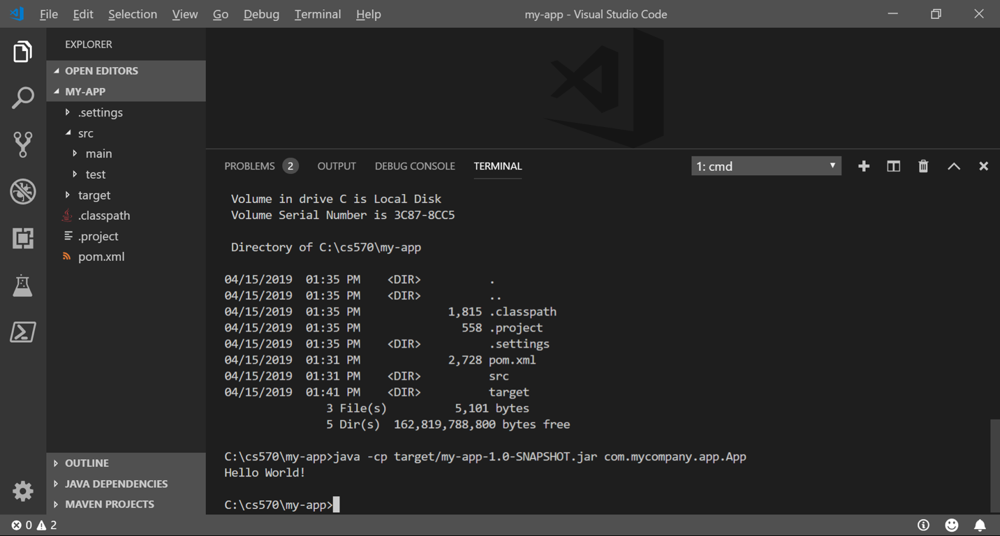 File Edit Selection View Go Debug Terminal Help my-app - Visual Studio Code
EXPLORER
OPEN EDITORS
MY-APP
.settings
src
main
test
target
.classpath
.project
pom.xml
OUTLINE
JAVA DEPENDENCIES
MAVEN PROJECTS
PROBLEMS 2 OUTPUT DEBUG CONSOLE TERMINAL 1: cmd
Volume in drive C is Local Disk
Volume Serial Number is 3C87-8CC5
Directory of C:\cs570\my-app
04/15/2019 01:35 PM <DIR> .
04/15/2019 01:35 PM <DIR> ..
04/15/2019 01:35 PM 1,815 .classpath
04/15/2019 01:35 PM 558 .project
04/15/2019 01:35 PM <DIR> .settings
04/15/2019 01:31 PM 2,728 pom.xml
04/15/2019 01:31 PM <DIR> src
04/15/2019 01:41 PM <DIR> target
3 File(s) 5,101 bytes
5 Dir(s) 162,819,788,800 bytes free
C:\cs570\my-app>java -cp target/my-app-1.0-SNAPSHOT.jar com.mycompany.app.App
Hello World!
C:\cs570\my-app>
0 2